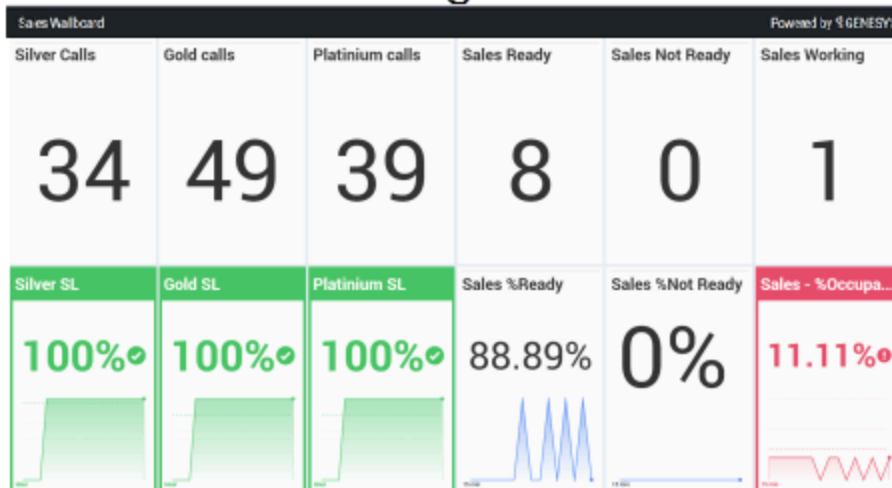 Sales Wallboard
Powered by GENESYS
Silver Calls
Gold calls
Platinium calls
Sales Ready
Sales Not Ready
Sales Working
34
49
39
8
0
1
Silver SL
Gold SL
Platinium SL
Sales %Ready
Sales %Not Ready
Sales - %Occupa...
100%
100%
100%
88.89%
0%
11.11%